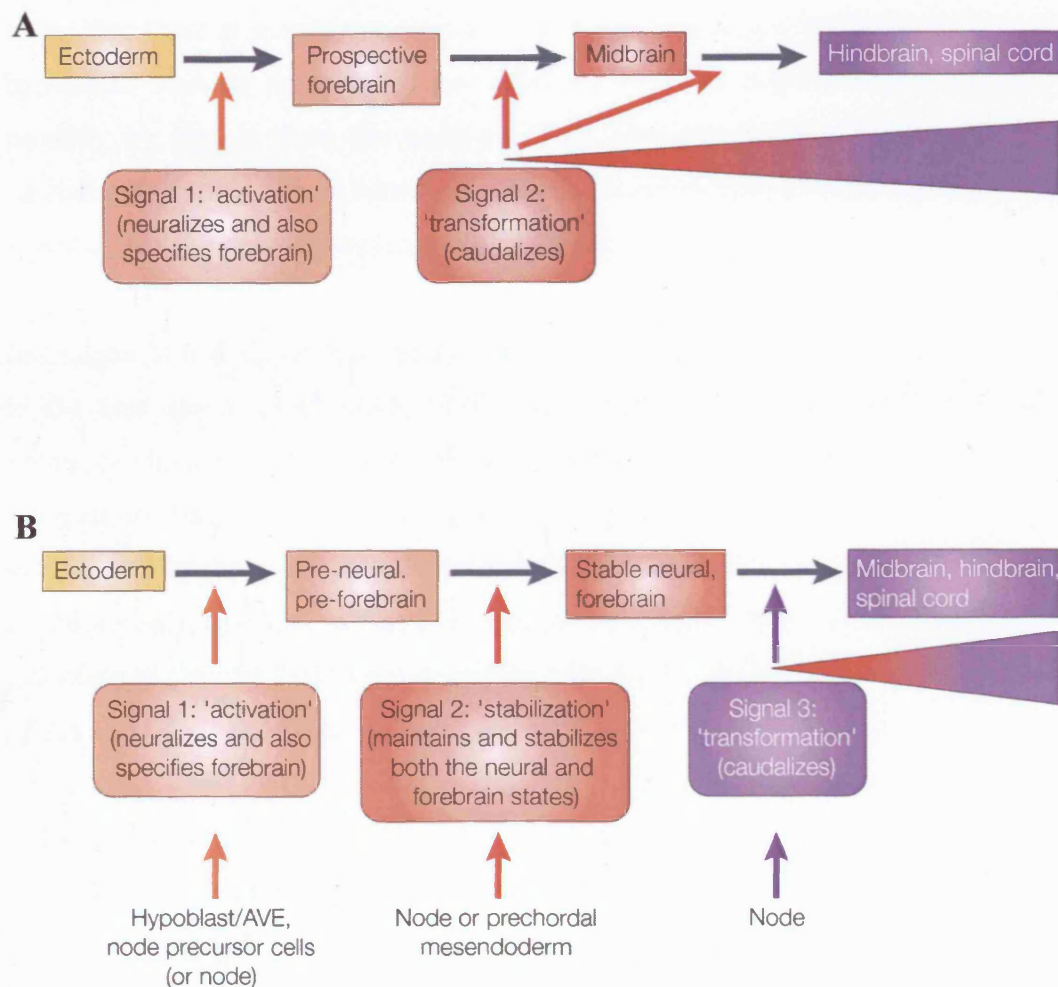 A
Ectoderm
Prospective
forebrain
Midbrain
Hindbrain, spinal cord
Signal 1: 'activation'
(neuralizes and also
specifies forebrain)
Signal 2:
'transformation'
(caudalizes)
B
Ectoderm
Pre-neural,
pre-forebrain
Stable neural,
forebrain
Midbrain, hindbrain,
spinal cord
Signal 1: 'activation'
(neuralizes and also
specifies forebrain)
Signal 2: 'stabilization'
(maintains and stabilizes
both the neural and
forebrain states)
Signal 3:
'transformation'
(caudalizes)
Hypoblast/AVE,
node precursor cells
(or node)
Node or prechordal
mesendoderm
Node